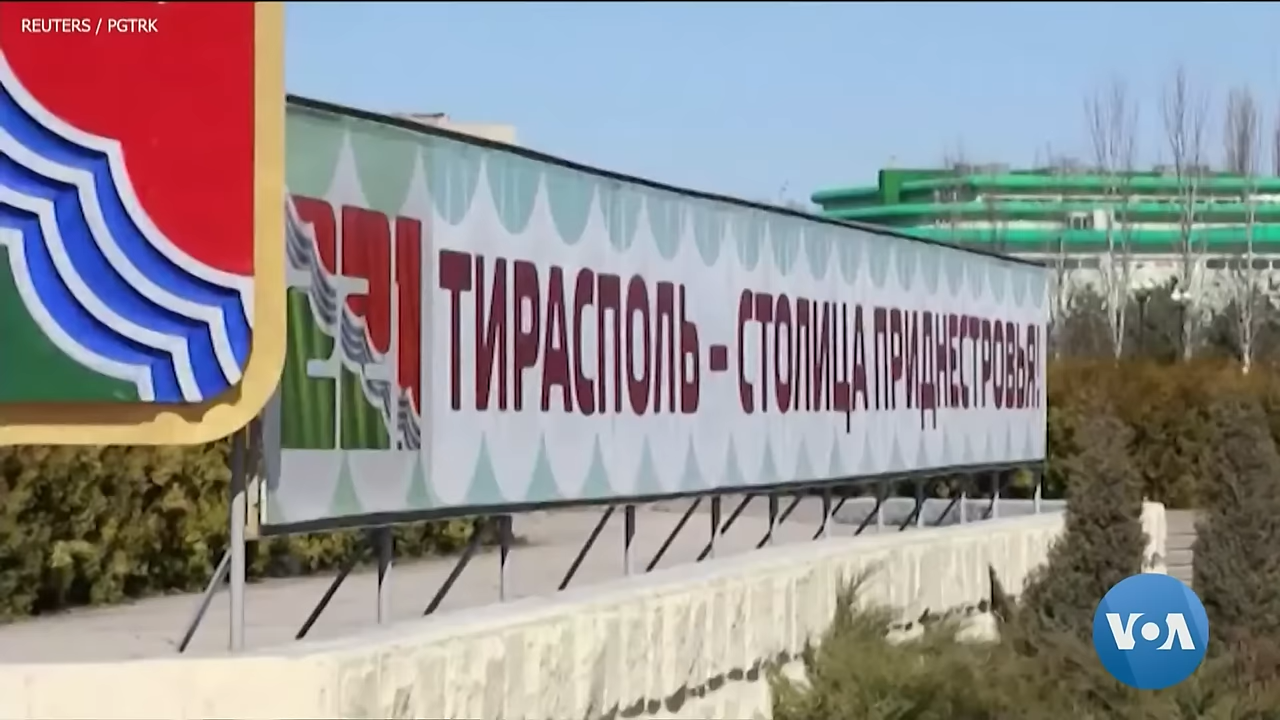 REUTERS / PGTRK
ТИРАСПОЛЬ – СТОЛИЦА ПРИДНЕСТРОВЬЯ!
VOA